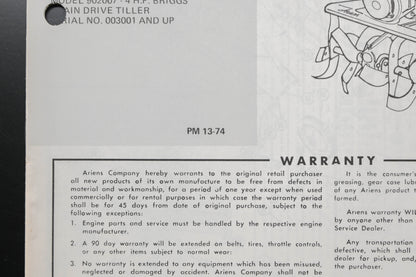 MODEL 902007 · 4 H.P. BRIGGS
CHAIN DRIVE TILLER
SERIAL NO. 003001 AND UP
PM 13-74
WARRANTY
Ariens Company hereby warrants to the original retail purchaser
all new products of its own manufacture to be free from defects in
material and workmanship, for a period of one year except when used
commercially or for rental purposes in which case the warranty period
shall be for 45 days from date of original purchase, subject to the
following exceptions:
1. Engine parts and service must be handled by the respective engine
manufacturer.
2. A 90 day warranty will be extended on belts, tires, throttle controls,
or any other items subject to normal wear:
3. No warranty is extended to any equipment which has been misused,
neglected or damaged by accident. Ariens Company shall not be
It is the consumer's
greasing, gear case lubr
of any Ariens product t
formed.
Ariens warranty WIL
by anyone other than
Service Dealer.
Any transportation
defective, which shall
dealer for pickup, and
for the purchaser.